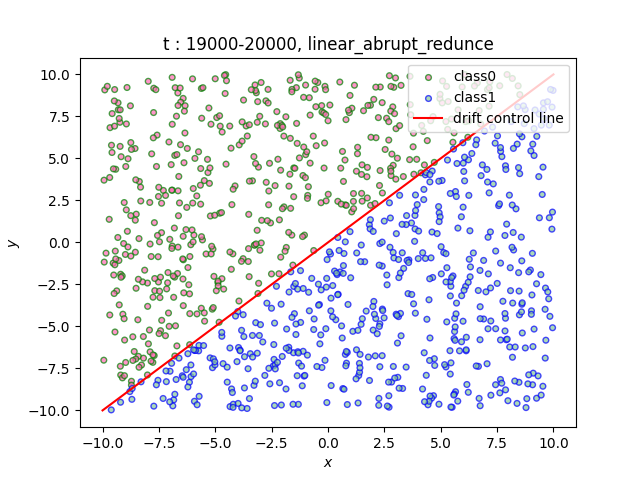 t : 19000-20000, linear_abrupt_redunce
class0
class1
drift control line
10.0
7.5
5.0
2.5
0.0
−2.5
−5.0
−7.5
−10.0
y
−10.0 −7.5 −5.0 −2.5 0.0 2.5 5.0 7.5 10.0
x